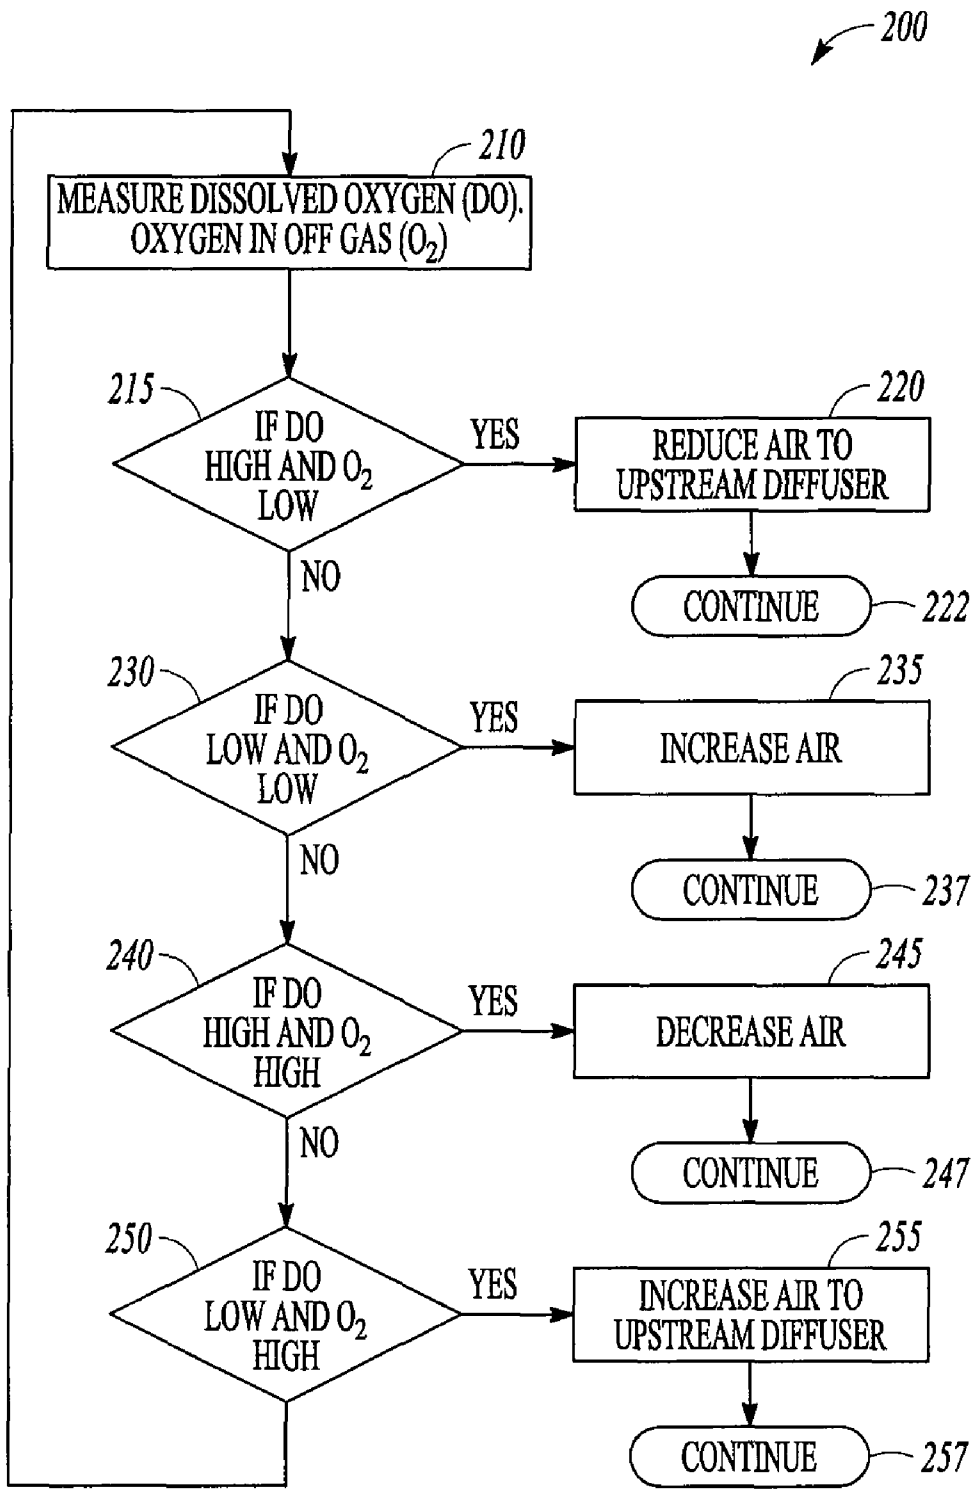 200
210
MEASURE DISSOLVED OXYGEN (DO).
OXYGEN IN OFF GAS (O₂)
215
IF DO
HIGH AND O₂
LOW
YES
220
REDUCE AIR TO
UPSTREAM DIFFUSER
NO
CONTINUE
222
230
IF DO
LOW AND O₂
LOW
YES
235
INCREASE AIR
NO
CONTINUE
237
240
IF DO
HIGH AND O₂
HIGH
YES
245
DECREASE AIR
NO
CONTINUE
247
250
IF DO
LOW AND O₂
HIGH
YES
255
INCREASE AIR TO
UPSTREAM DIFFUSER
CONTINUE
257